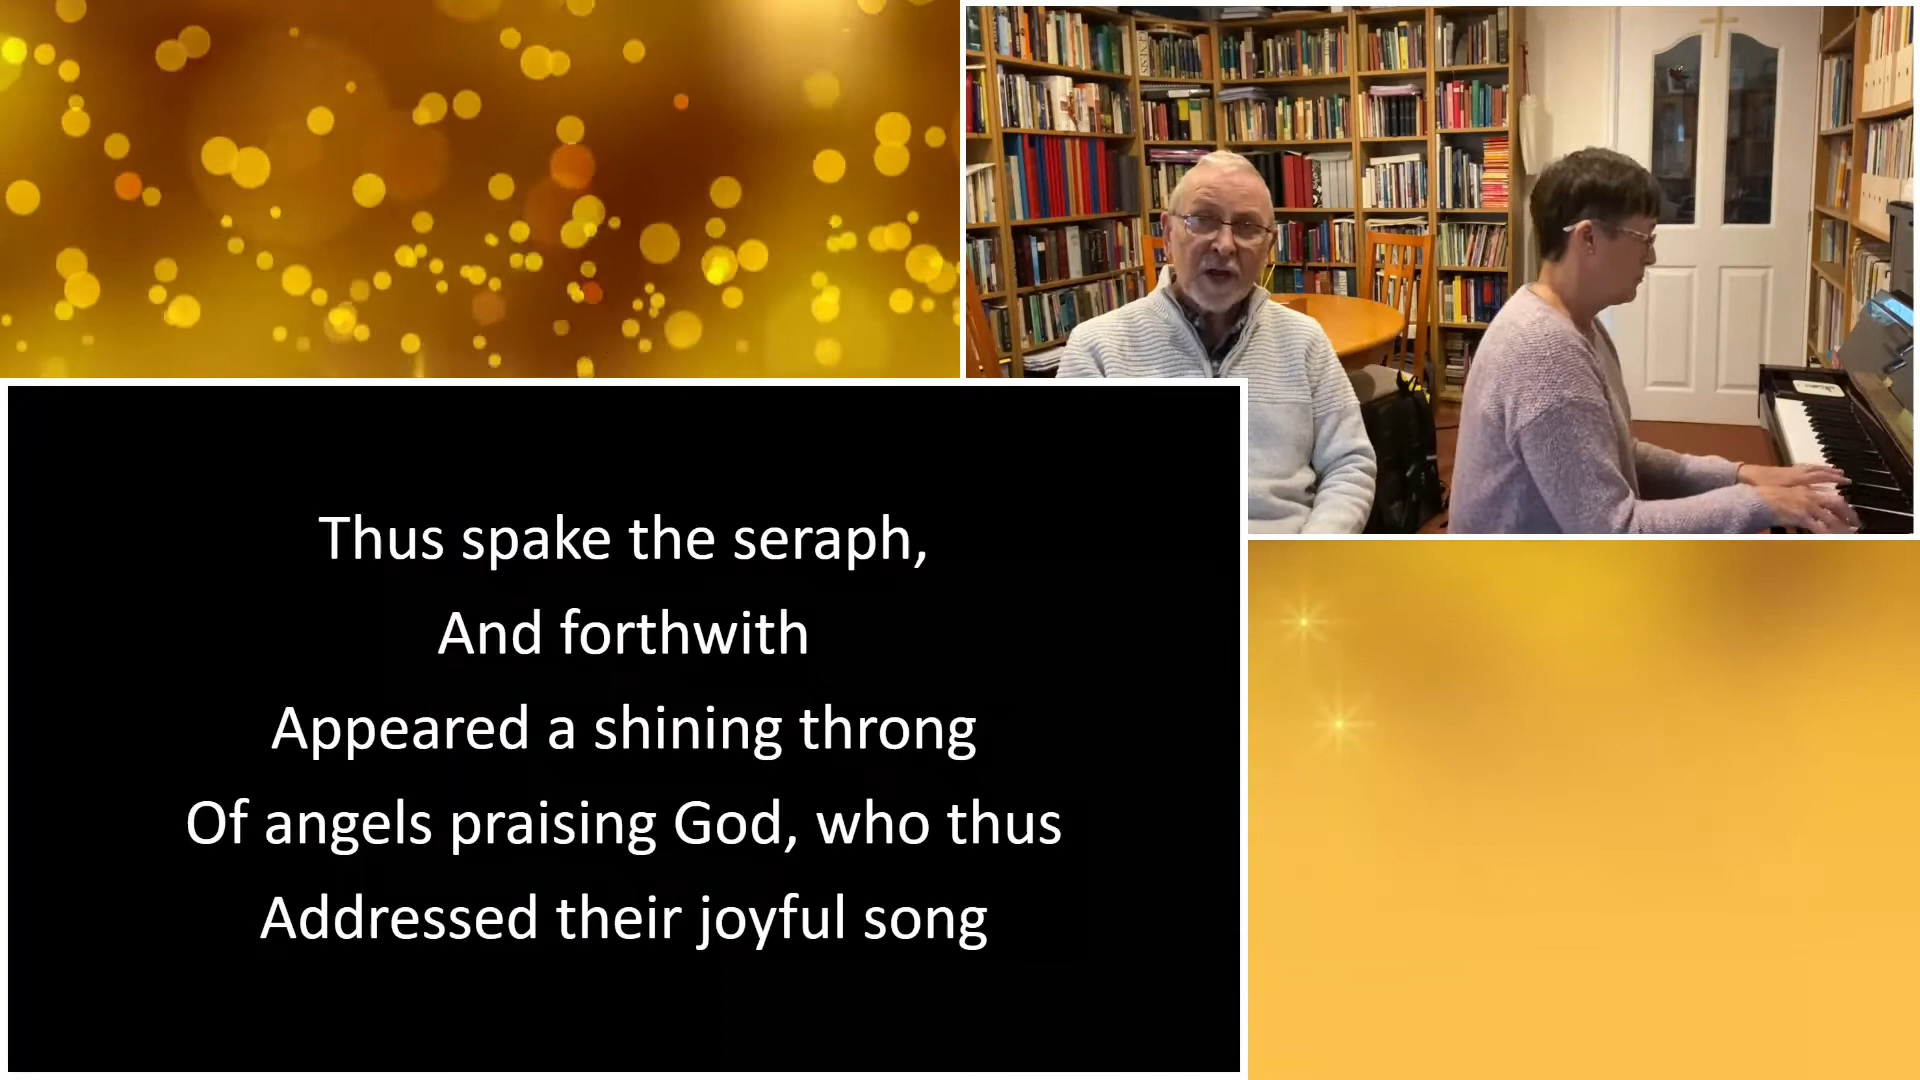 Thus spake the seraph,
And forthwith
Appeared a shining throng
Of angels praising God, who thus
Addressed their joyful song